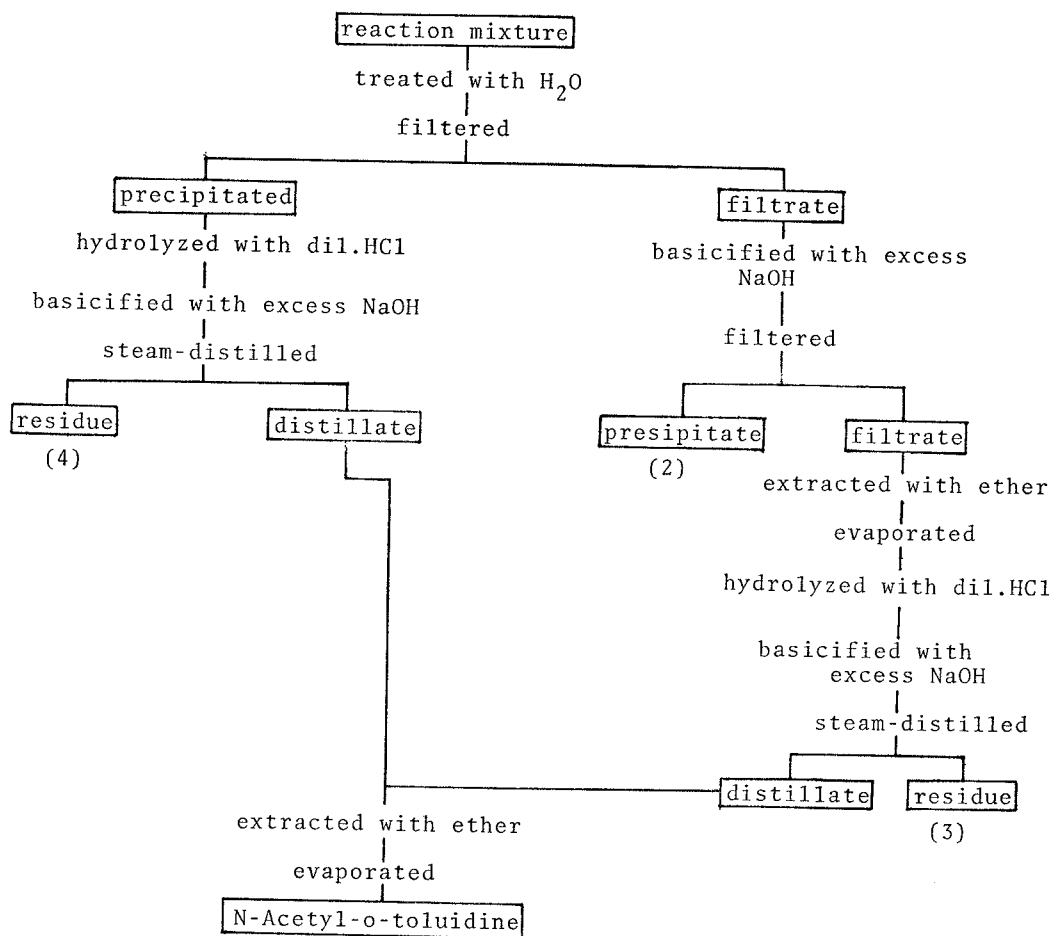 reaction mixture
treated with H₂O
filtered
precipitated
filtrate
hydrolyzed with dil.HCl
basicified with excess
NaOH
basicified with excess NaOH
filtered
steam-distilled
residue
distillate
presipitate
filtrate
(4)
(2)
extracted with ether
evaporated
hydrolyzed with dil.HCl
basicified with
excess NaOH
steam-distilled
distillate
residue
(3)
extracted with ether
evaporated
N-Acetyl-o-toluidine